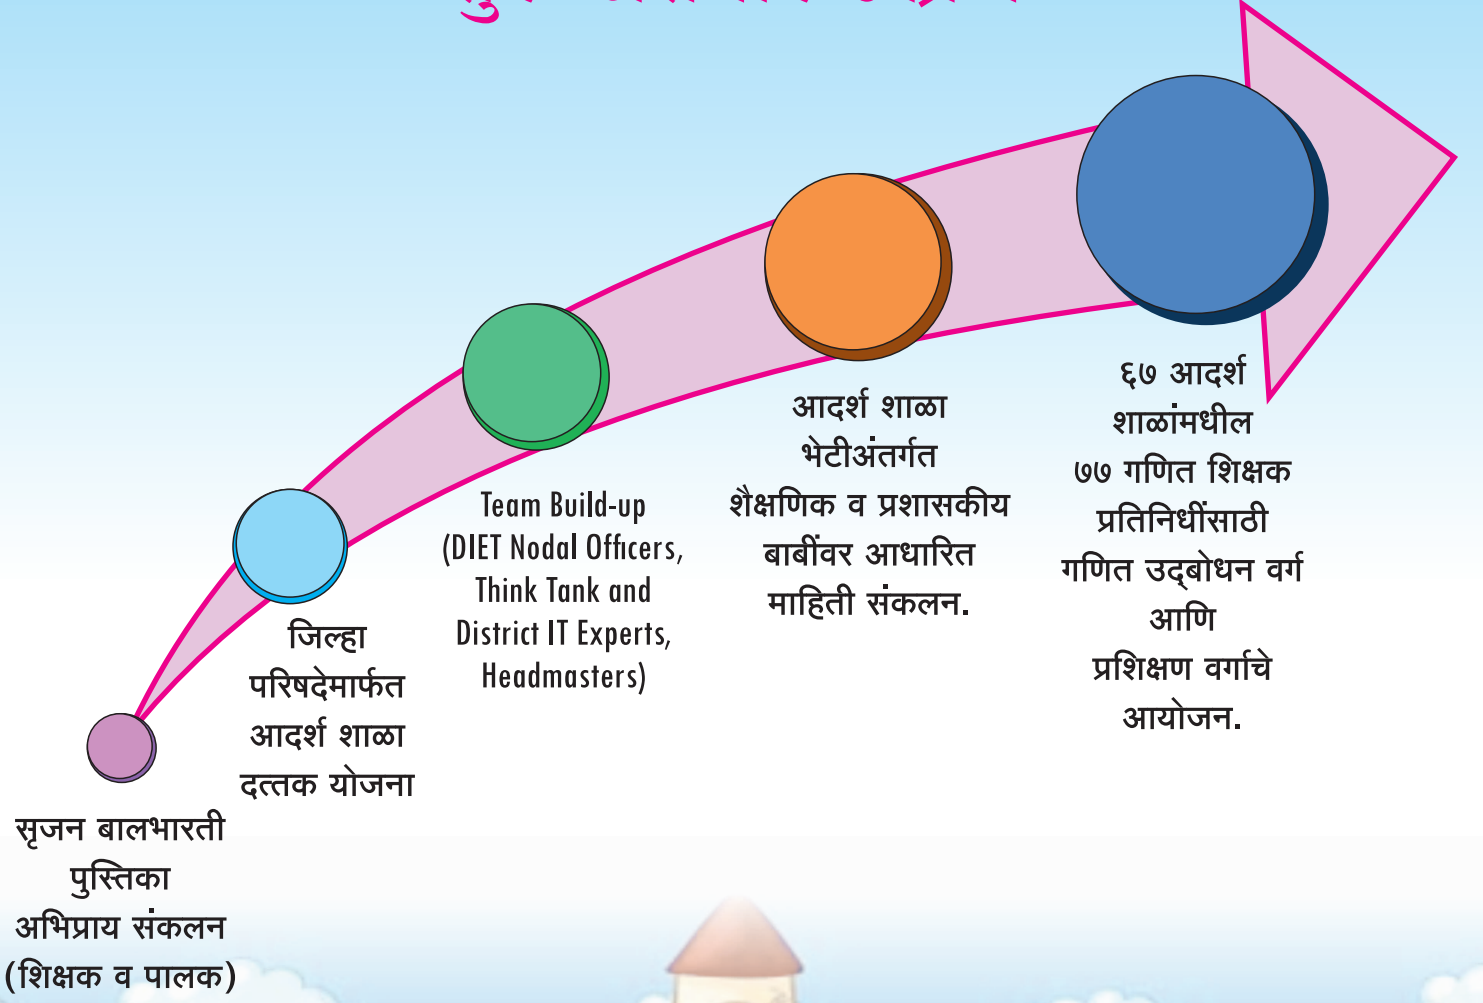 सृजन बालभारती
पुस्तिका
अभिप्राय संकलन
(शिक्षक व पालक)
जिल्हा
परिषदेमार्फत
आदर्श शाळा
दत्तक योजना
Team Build-up
(DIET Nodal Officers,
Think Tank and
District IT Experts,
Headmasters)
आदर्श शाळा
भेटीअंतर्गत
शैक्षणिक व प्रशासकीय
बाबींवर आधारित
माहिती संकलन.
६७ आदर्श
शाळांमधील
७७ गणित शिक्षक
प्रतिनिधींसाठी
गणित उद्‌बोधन वर्ग
आणि
प्रशिक्षण वर्गाचे
आयोजन.